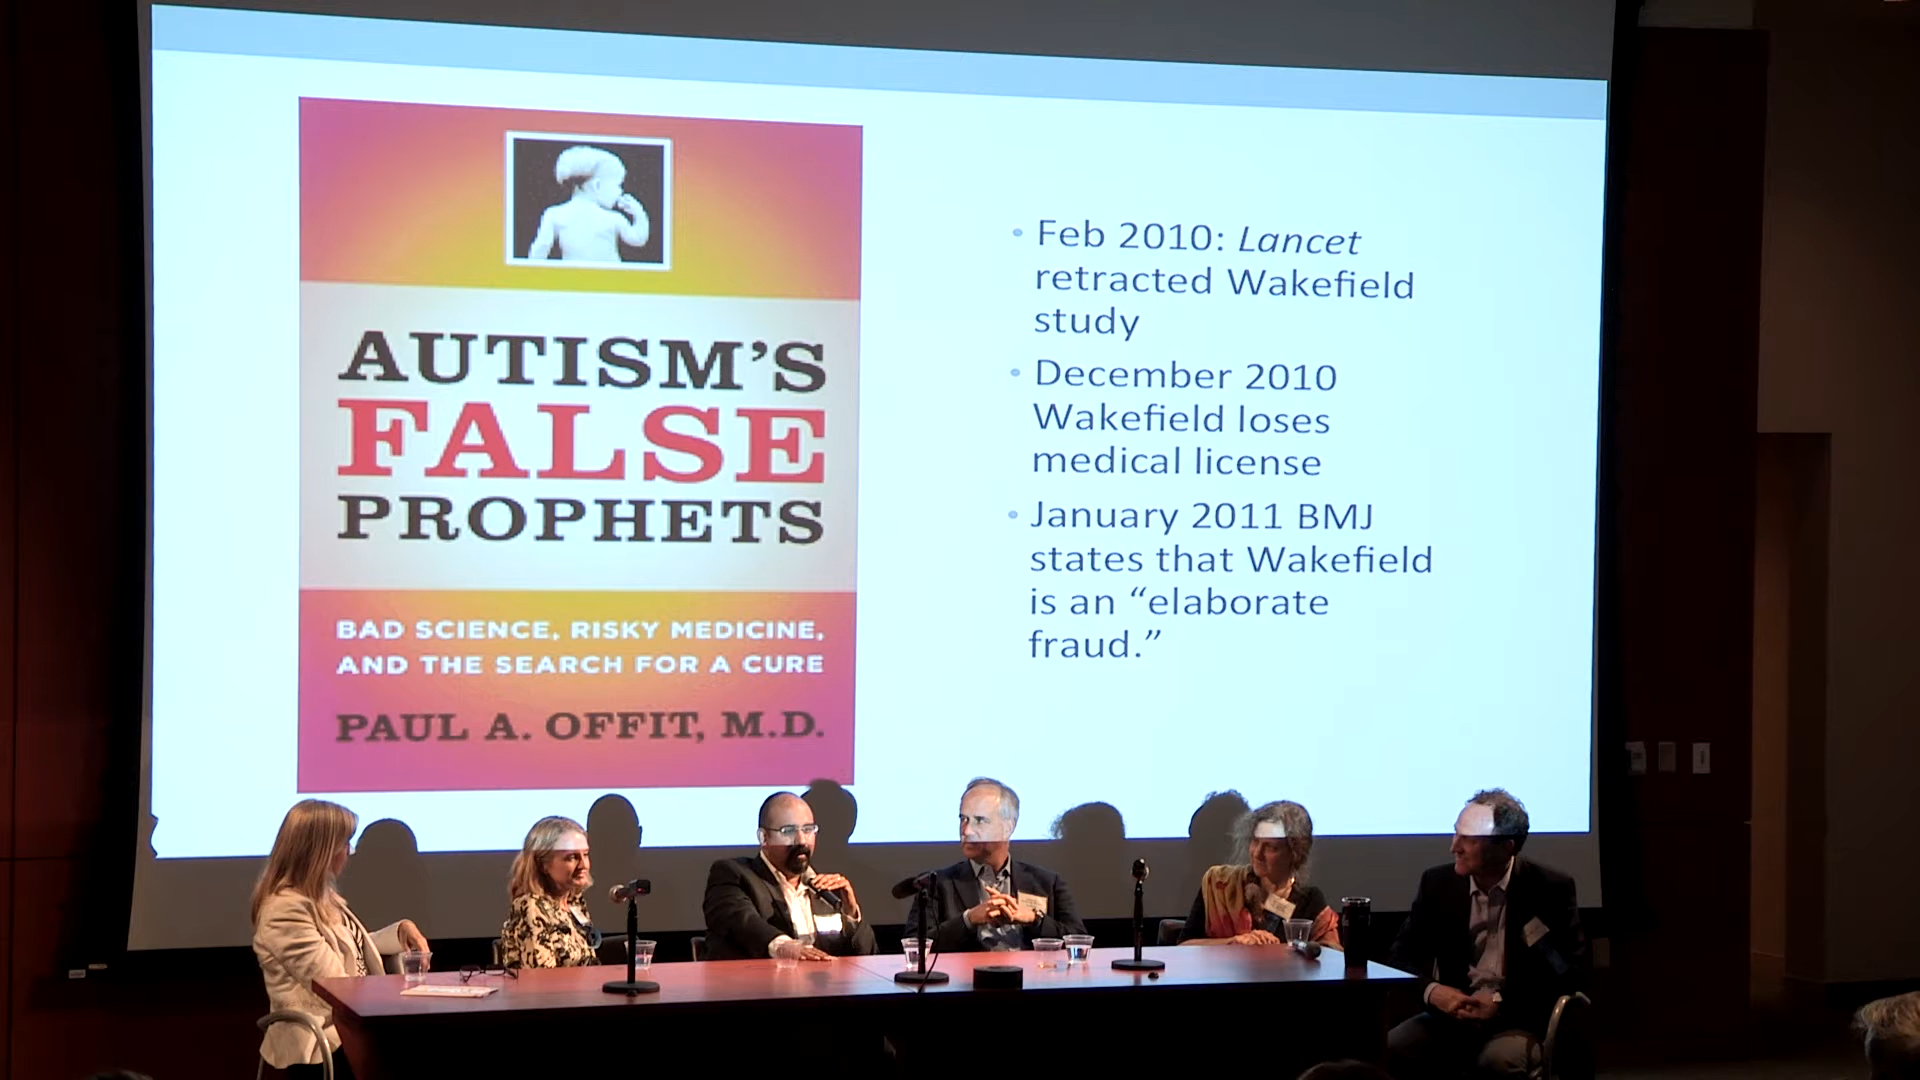 AUTISM'S
FALSE
PROPHETS
BAD SCIENCE, RISKY MEDICINE,
AND THE SEARCH FOR A CURE
PAUL A. OFFIT, M.D.
• Feb 2010: Lancet
retracted Wakefield
study
• December 2010
Wakefield loses
medical license
• January 2011 BMJ
states that Wakefield
is an “elaborate
fraud.”